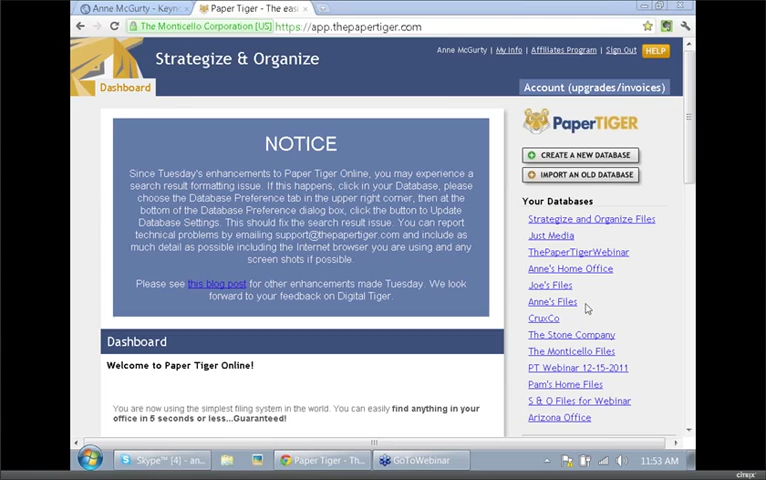 Anne McGurty - Keyn
Paper Tiger - The eas
The Monticello Corporation [US]
https://app.thepapertiger.com
Strategize & Organize
Anne McGurty | My Info | Affiliates Program | Sign Out
HELP
Dashboard
Account (upgrades/invoices)
NOTICE
Since Tuesday's enhancements to Paper Tiger Online, you may experience a
search result formatting issue. If this happens, click in your Database, please
choose the Database Preference tab in the upper right corner, then at the
bottom of the Database Preference dialog box, click the button to Update
Database Settings. This should fix the search result issue. You can report
technical problems by emailing support@thepapertiger.com and include as
much detail as possible including the Internet browser you are using and any
screen shots if possible.
Please see this blog post for other enhancements made Tuesday. We look
forward to your feedback on Digital Tiger.
Dashboard
Welcome to Paper Tiger Online!
You are now using the simplest filing system in the world. You can easily find anything in your
office in 5 seconds or less...Guaranteed!
PaperTIGER
CREATE A NEW DATABASE
IMPORT AN OLD DATABASE
Your Databases
Strategize and Organize Files
Just Media
ThePaperTigerWebinar
Anne's Home Office
Joe's Files
Anne's Files
CruxCo
The Stone Company
The Monticello Files
PT Webinar 12-15-2011
Pam's Home Files
S & O Files for Webinar
Arizona Office
Skype™ [4] - an...
Paper Tiger - Th...
GoToWebinar
11:53 AM
citrix